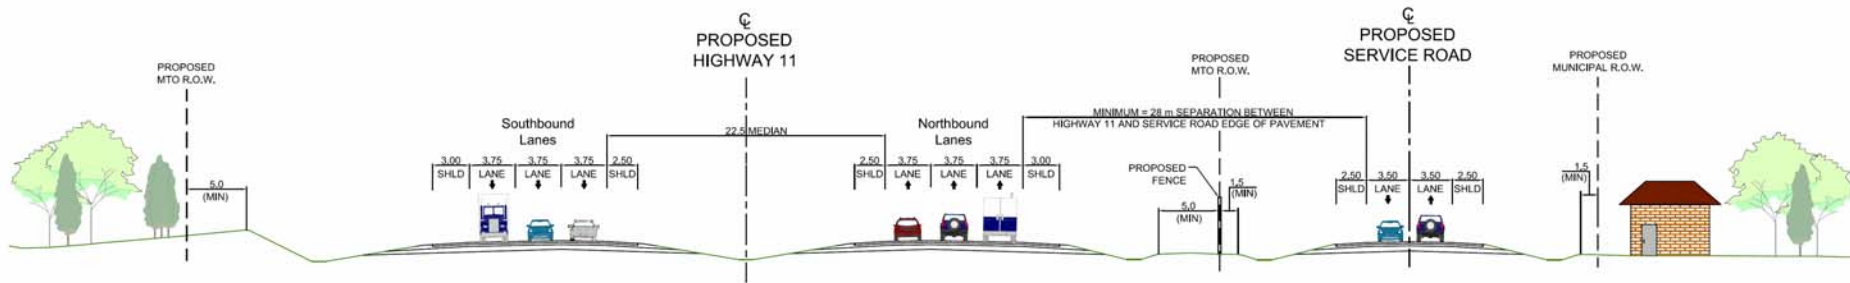 ℄
PROPOSED
HIGHWAY 11
℄
PROPOSED
SERVICE ROAD
PROPOSED
MTO R.O.W.
PROPOSED
MTO R.O.W.
PROPOSED
MUNICIPAL R.O.W.
Southbound
Lanes
22.5 MEDIAN
Northbound
Lanes
MINIMUM = 28 m SEPARATION BETWEEN
HIGHWAY 11 AND SERVICE ROAD EDGE OF PAVEMENT
3.00 3.75 3.75 3.75 2.50
SHLD LANE LANE LANE SHLD
2.50 3.75 3.75 3.75 3.00
SHLD LANE LANE LANE SHLD
PROPOSED
FENCE
2.50 3.50 3.50 2.50
SHLD LANE LANE SHLD
5.0
(MIN)
5.0
(MIN)
1.5
(MIN)
1.5
(MIN)